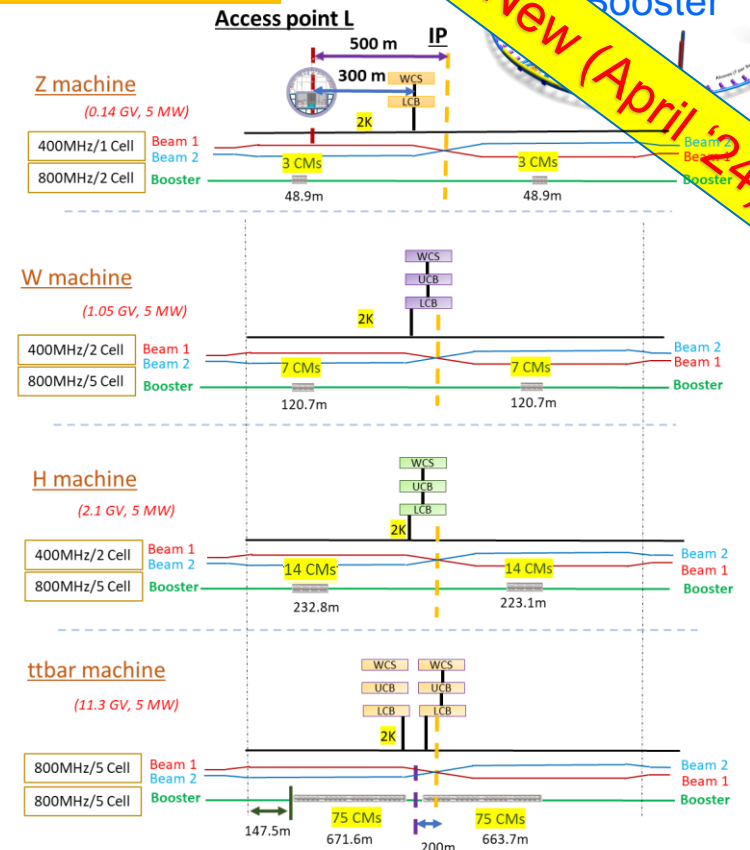 Access point L
Booster
New (April '24)
500 m
IP
Z machine
300 m
WCS
LCB
(0.14 GV, 5 MW)
2K
400MHz/1 Cell
Beam 1
Beam 2
3 CMs
3 CMs
Beam 2
Beam 1
800MHz/2 Cell
Booster
48.9m
48.9m
W machine
WCS
UCB
LCB
(1.05 GV, 5 MW)
2K
400MHz/2 Cell
Beam 1
Beam 2
7 CMs
7 CMs
Beam 2
Beam 1
800MHz/5 Cell
Booster
Booster
120.7m
120.7m
H machine
WCS
UCB
LCB
(2.1 GV, 5 MW)
2K
400MHz/2 Cell
Beam 1
Beam 2
14 CMs
14 CMs
Beam 2
Beam 1
800MHz/5 Cell
Booster
Booster
232.8m
223.1m
ttbar machine
WCS WCS
UCB UCB
LCB LCB
(11.3 GV, 5 MW)
2K
800MHz/5 Cell
Beam 1
Beam 2
Beam 2
Beam 1
800MHz/5 Cell
Booster
Booster
147.5m
75 CMs
671.6m
200m
75 CMs
663.7m